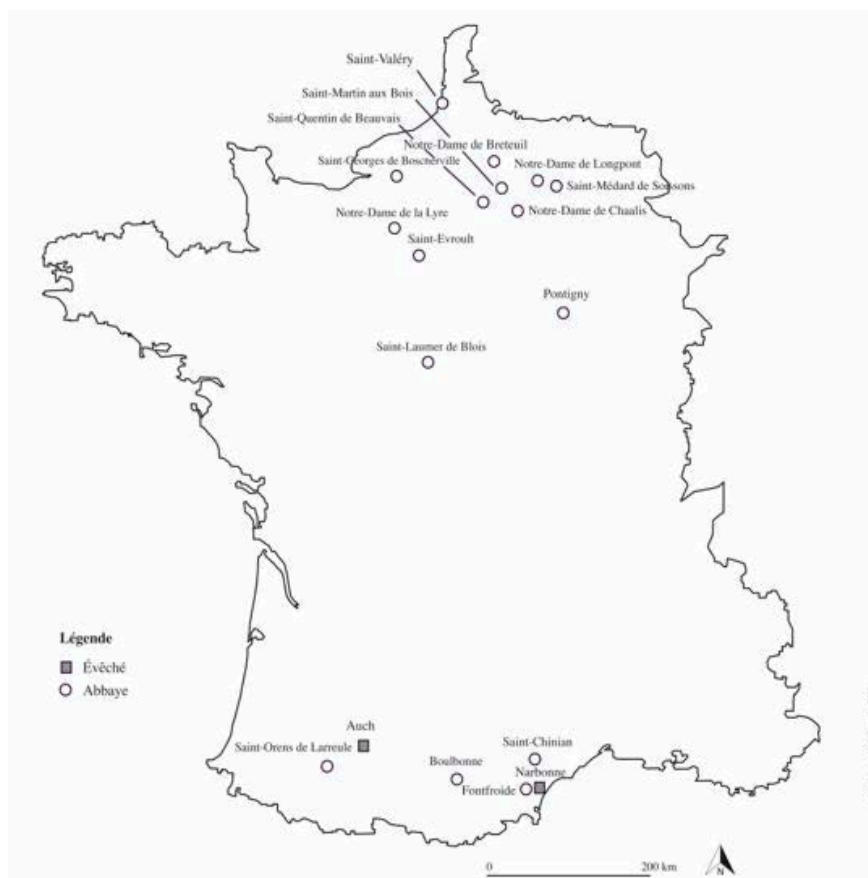 Saint-Valéry
Saint-Martin aux Bois
Saint-Quentin de Beauvais
Notre-Dame de Breteuil
Saint-Georges de Boscherville
Notre-Dame de Longpont
Saint-Médard de Soissons
Notre-Dame de la Lyre
Notre-Dame de Chaalis
Saint-Evroult
Pontigny
Saint-Laumer de Blois
Légende
Évêché
Abbaye
Auch
Saint-Orens de Larreule
Saint-Chinian
Boulbonne
Narbonne
Fontfroide
0
200 km
N